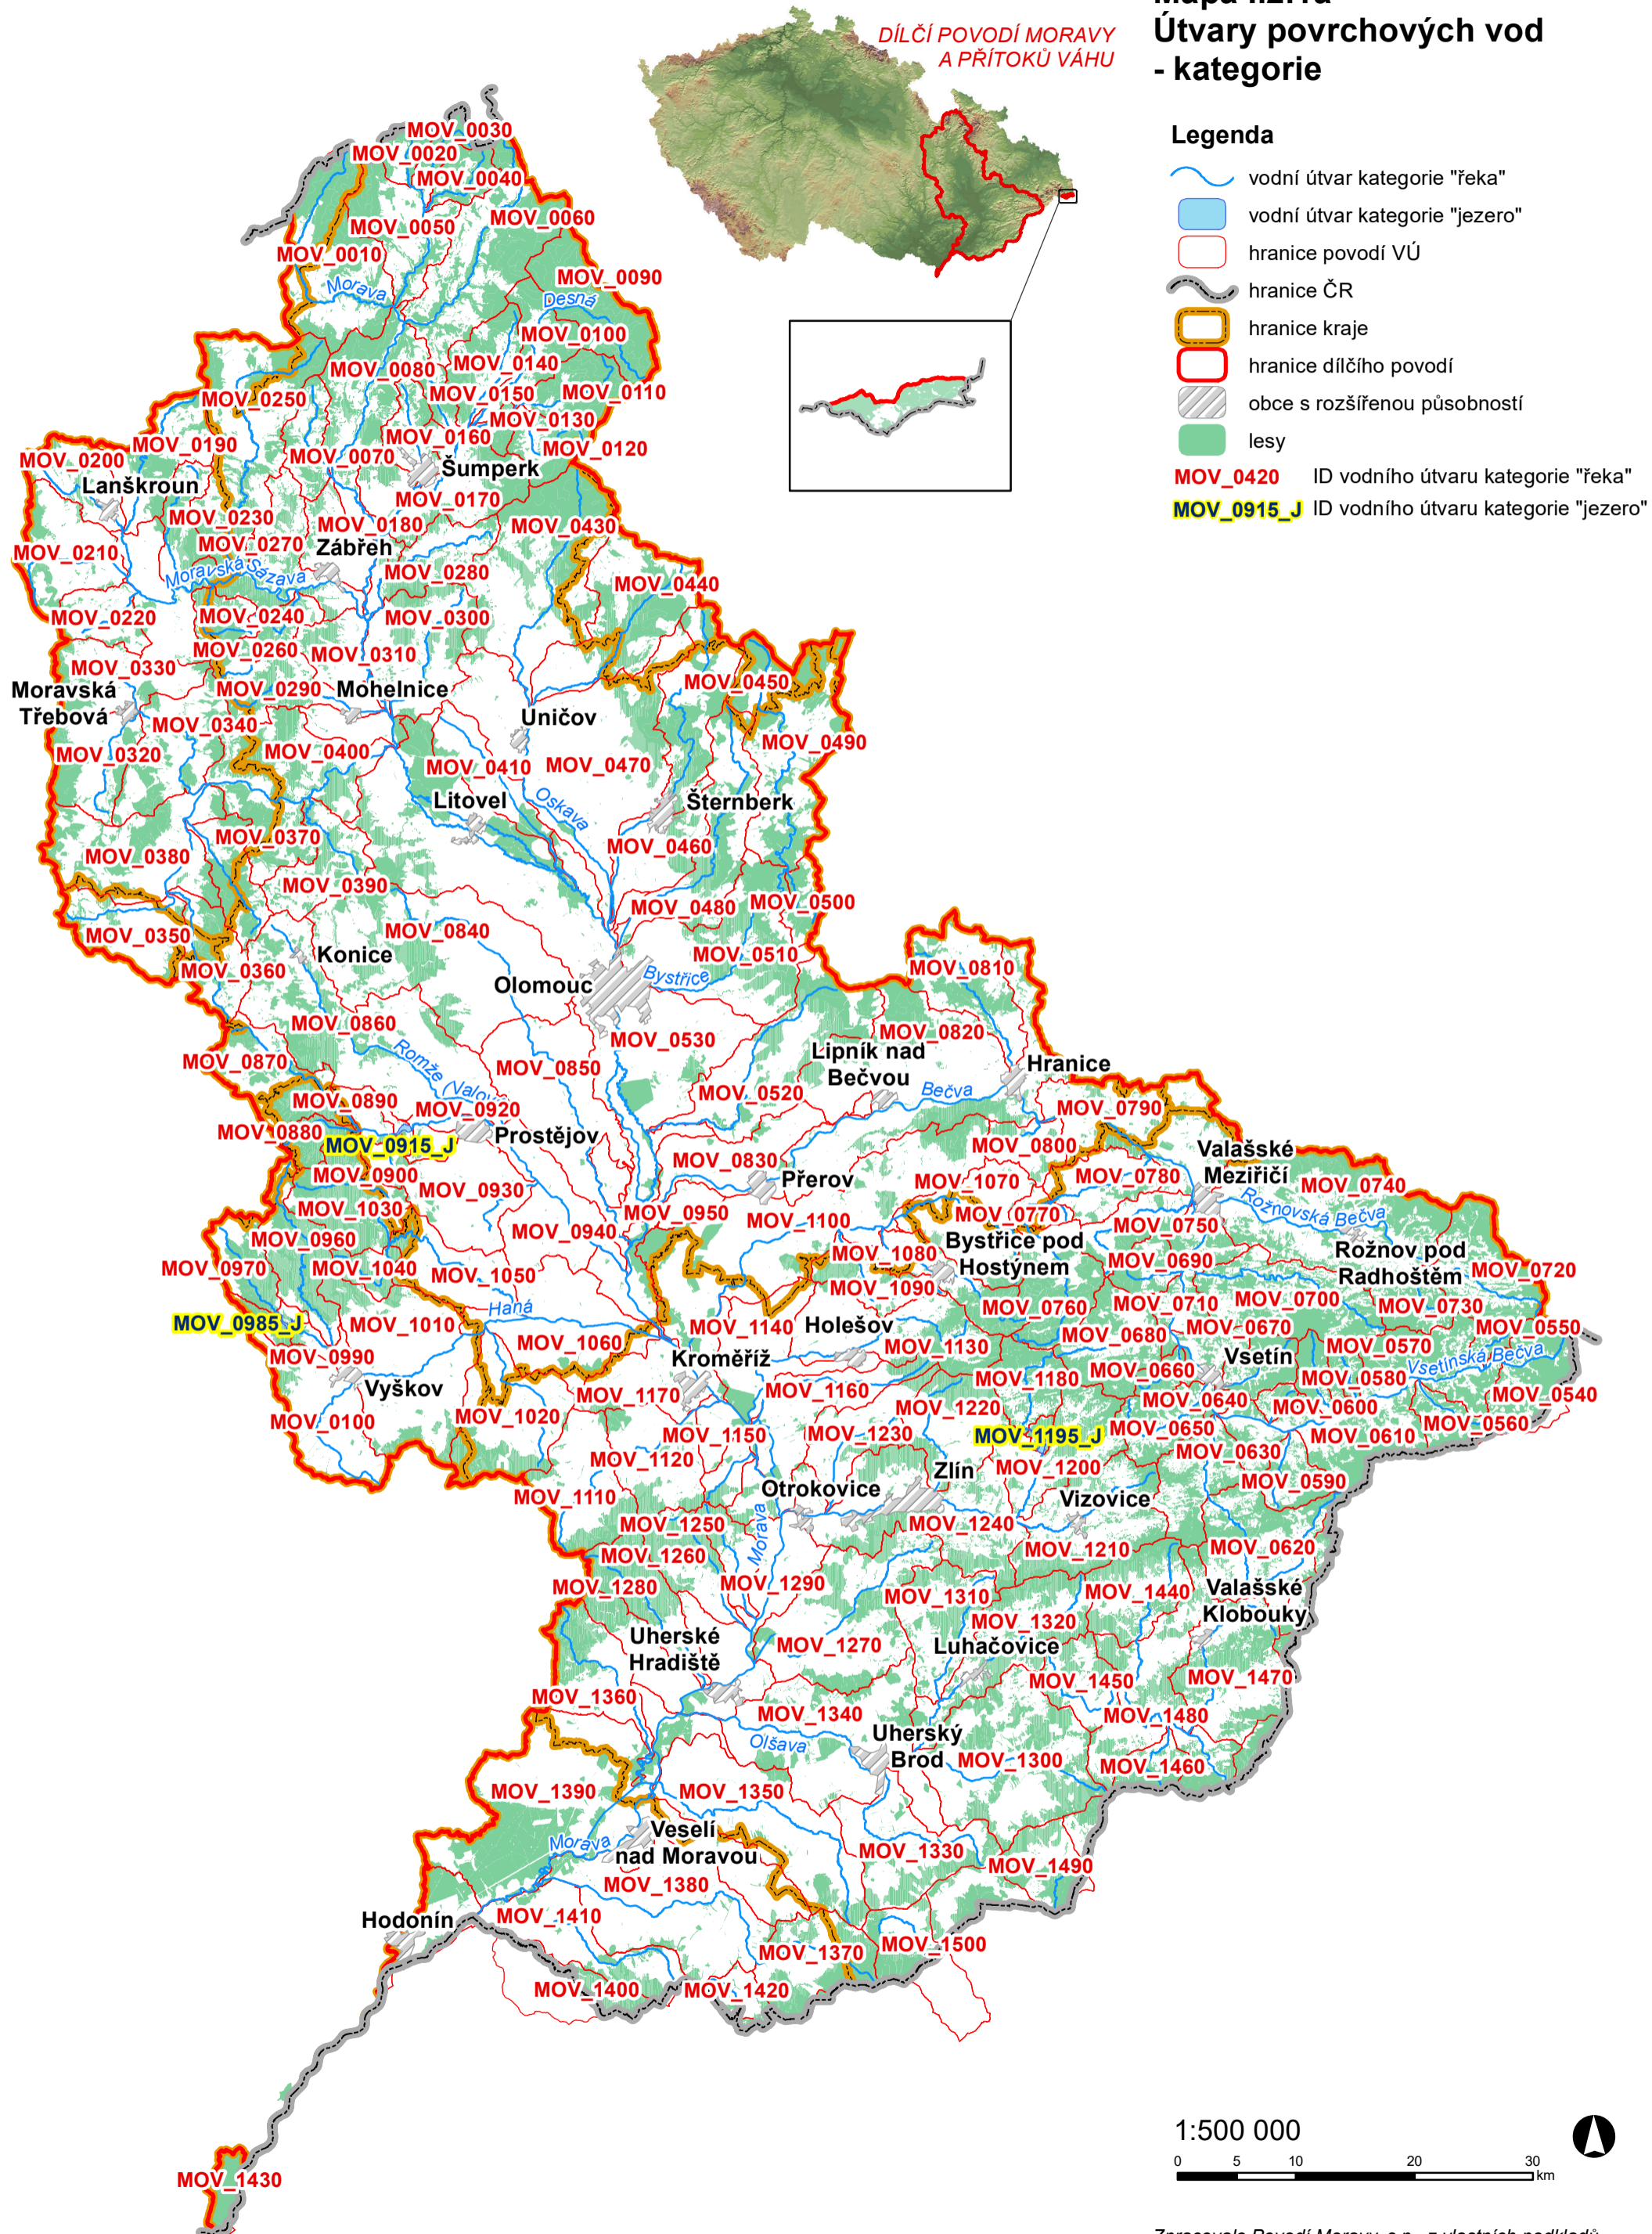 Útvary povrchových vod
- kategorie
DÍLČÍ POVODÍ MORAVY
A PŘÍTOKŮ VÁHU
Legenda
vodní útvar kategorie "řeka"
vodní útvar kategorie "jezero"
hranice povodí VÚ
hranice ČR
hranice kraje
hranice dílčího povodí
obce s rozšířenou působností
lesy
MOV_0420 ID vodního útvaru kategorie "řeka"
MOV_0915_J ID vodního útvaru kategorie "jezero"
MOV_0030
MOV_0020
MOV_0040
MOV_0060
MOV_0050
MOV_0010
MOV_0090
Morava
Desná
MOV_0100
MOV_0080
MOV_0140
MOV_0150
MOV_0110
MOV_0250
MOV_0130
MOV_0160
MOV_0190
MOV_0120
MOV_0070
MOV_0200
Šumperk
Lanškroun
MOV_0170
MOV_0230
MOV_0180
MOV_0430
MOV_0270
Zábřeh
MOV_0210
Moravská Sázava
MOV_0280
MOV_0440
MOV_0220
MOV_0240
MOV_0300
MOV_0260
MOV_0310
MOV_0330
MOV_0450
Moravská
Třebová
MOV_0290
Mohelnice
MOV_0340
Uničov
MOV_0320
MOV_0400
MOV_0490
MOV_0410
MOV_0470
Litovel
Oskava
Šternberk
MOV_0370
MOV_0460
MOV_0380
MOV_0390
MOV_0480
MOV_0500
MOV_0350
MOV_0840
Konice
MOV_0510
MOV_0360
MOV_0810
Olomouc
Bystřice
MOV_0860
MOV_0820
MOV_0530
Lipník nad
Bečvou
MOV_0870
Romže (Valová
MOV_0850
Hranice
MOV_0890
MOV_0520
Bečva
MOV_0920
MOV_0790
MOV_0880
MOV_0915_J
Prostějov
MOV_0800
Valašské
Meziříčí
MOV_0830
MOV_0900
Přerov
MOV_0930
MOV_1070
MOV_0780
MOV_0740
MOV_1030
MOV_0950
MOV_1100
MOV_0770
MOV_0750
Rožnovská Bečva
MOV_0960
MOV_0940
MOV_1080
Bystřice pod
Hostýnem
Rožnov pod
Radhoštěm
MOV_0970
MOV_1040
MOV_1050
MOV_0690
MOV_0720
MOV_1090
MOV_0985_J
Haná
MOV_0760
MOV_0710
MOV_0700
MOV_0730
MOV_1010
MOV_1140
Holešov
MOV_0680
MOV_0670
MOV_0550
MOV_0990
MOV_1060
MOV_1130
MOV_0570
Kroměříž
Vsetín
Vsetínská Bečva
MOV_0660
Vyškov
MOV_1170
MOV_1160
MOV_1180
MOV_0580
MOV_0540
MOV_0100
MOV_1020
MOV_1220
MOV_0640
MOV_0600
MOV_0560
MOV_1150
MOV_1230
MOV_1195_J
MOV_0650
MOV_0610
MOV_1120
MOV_0630
MOV_1200
Zlín
MOV_0590
MOV_1110
Otrokovice
Vizovice
MOV_1250
Morava
MOV_1240
MOV_1260
MOV_1210
MOV_0620
MOV_1280
MOV_1290
MOV_1310
MOV_1440
Valašské
Klobouky
MOV_1320
Uherské
Hradiště
MOV_1270
Luhačovice
MOV_1450
MOV_1470
MOV_1360
MOV_1340
MOV_1480
Olšava
Uherský
Brod
MOV_1300
MOV_1460
MOV_1390
MOV_1350
Veselí
nad Moravou
Morava
MOV_1330
MOV_1490
MOV_1380
Hodonín
MOV_1410
MOV_1370
MOV_1500
MOV_1400
MOV_1420
MOV_1430
1:500 000
0 5 10 20 30
km